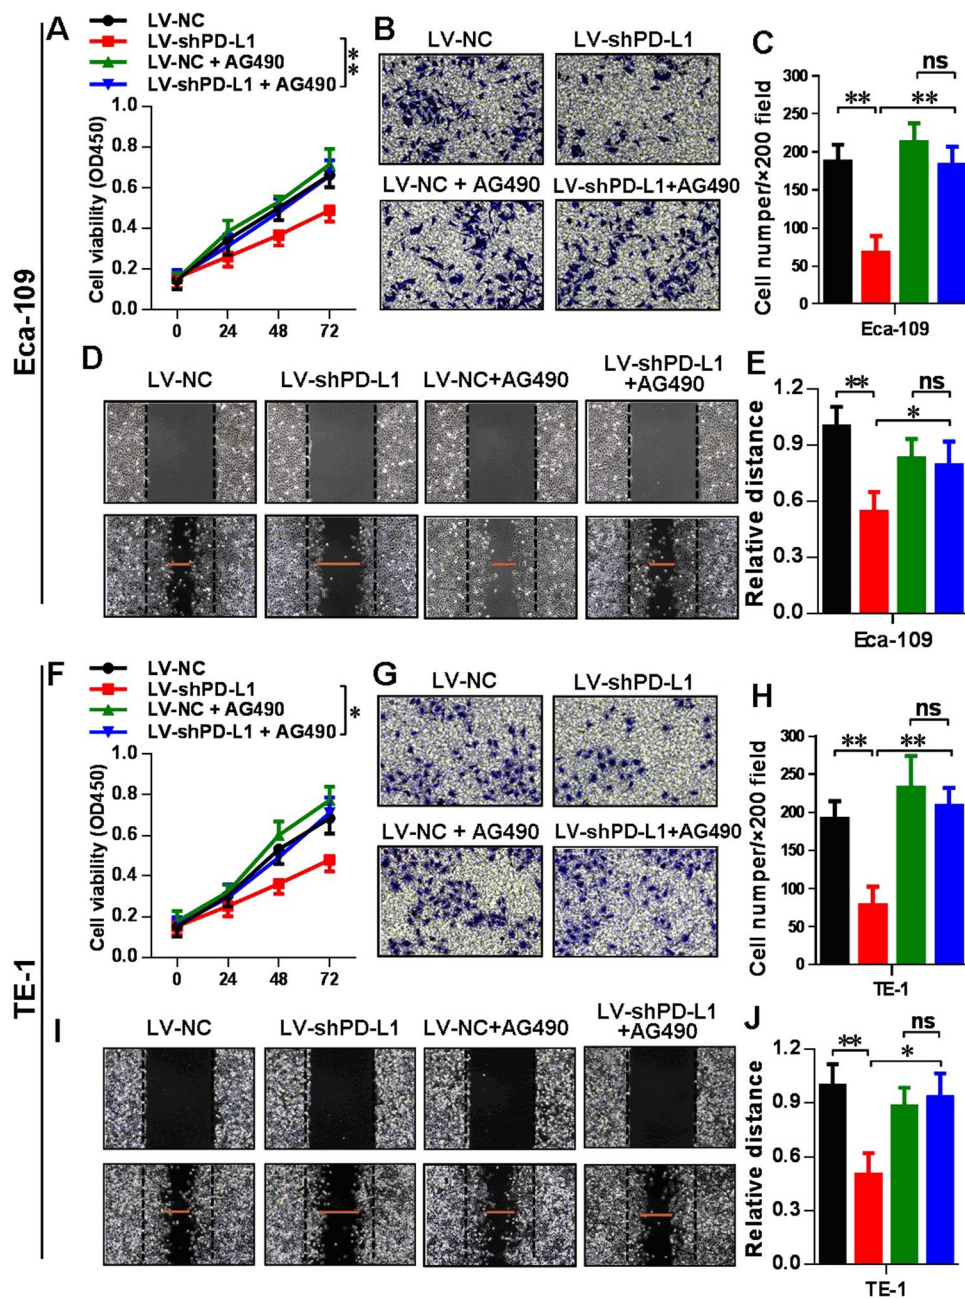 Eca-109
A
LV-NC
LV-shPD-L1
LV-NC + AG490
LV-shPD-L1 + AG490
**
Cell viability (OD450)
1.0
0.8
0.6
0.4
0.2
0.0
0 24 48 72
B
LV-NC LV-shPD-L1
LV-NC + AG490 LV-shPD-L1+AG490
C
ns
** **
Cell numper/×200 field
300
250
200
150
100
50
0
Eca-109
D
LV-NC LV-shPD-L1 LV-NC+AG490 LV-shPD-L1
+AG490
E
ns
** *
Relative distance
1.2
0.9
0.6
0.3
0.0
Eca-109
TE-1
F
LV-NC
LV-shPD-L1
LV-NC + AG490
LV-shPD-L1 + AG490
*
Cell viability (OD450)
1.0
0.8
0.6
0.4
0.2
0.0
0 24 48 72
G
LV-NC LV-shPD-L1
LV-NC + AG490 LV-shPD-L1+AG490
H
ns
** **
Cell numper/×200 field
300
250
200
150
100
50
0
TE-1
I
LV-NC LV-shPD-L1 LV-NC+AG490 LV-shPD-L1
+AG490
J
ns
** *
Relative distance
1.2
0.9
0.6
0.3
0.0
TE-1